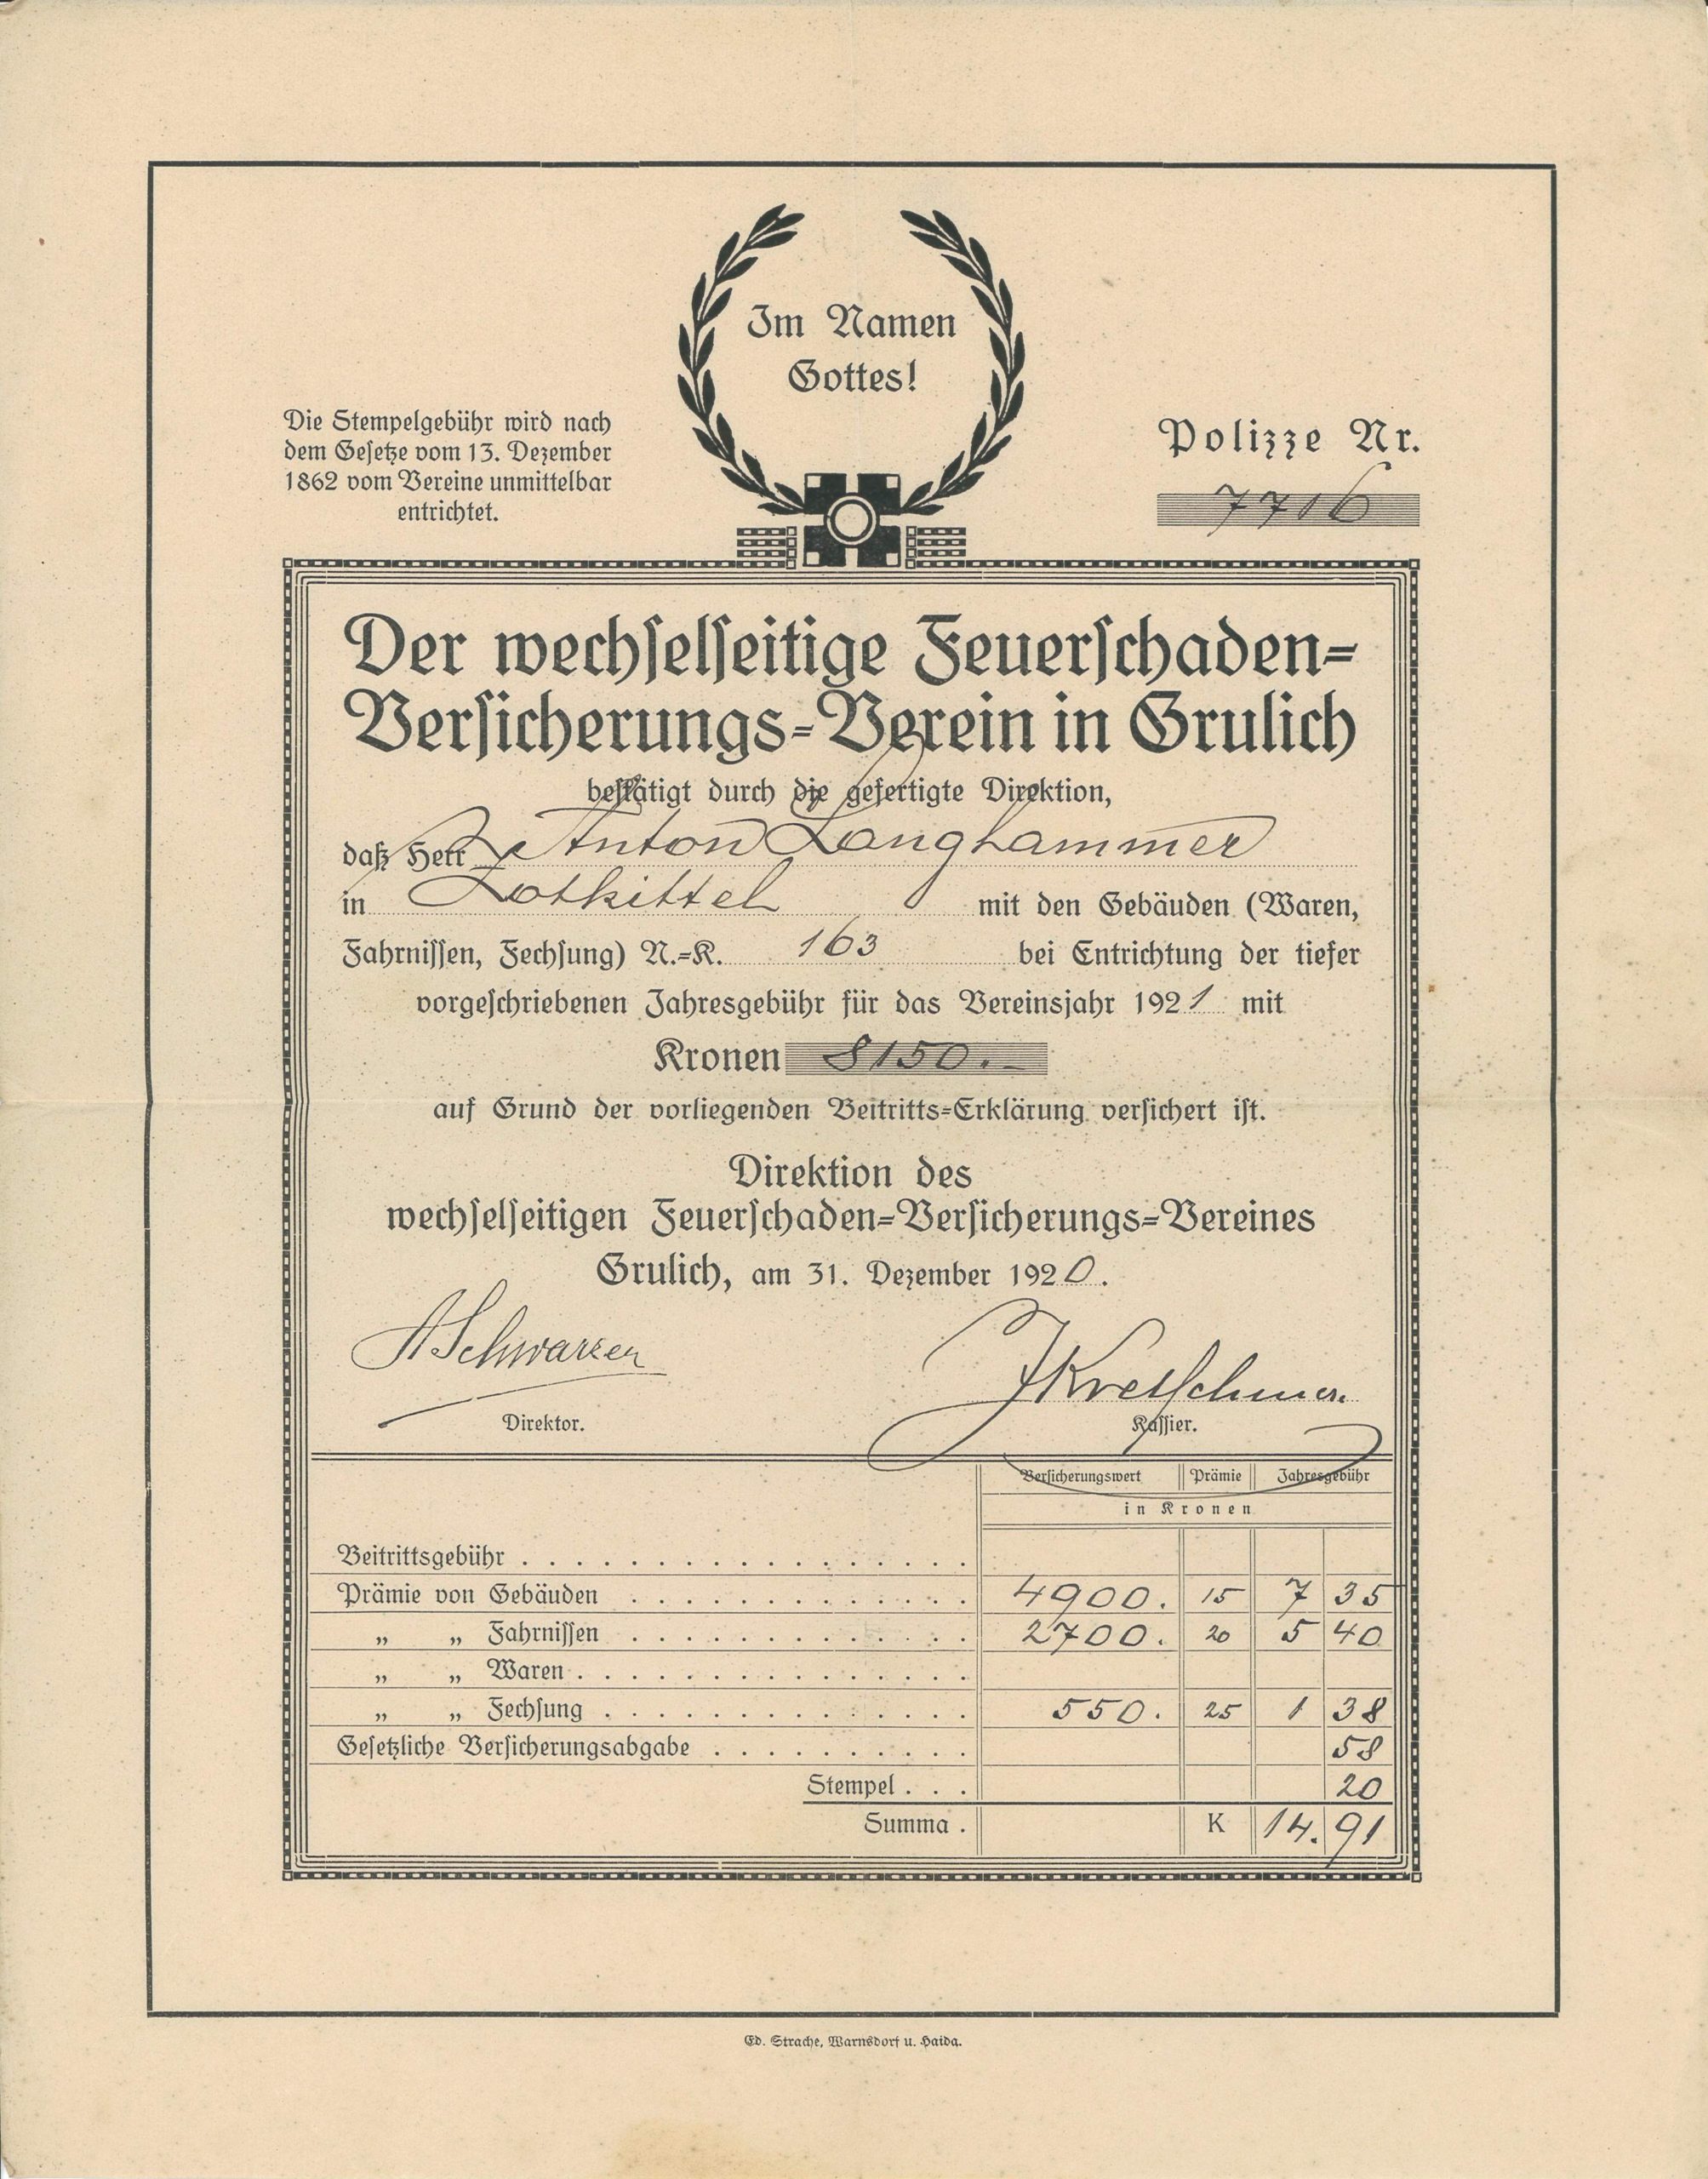 Im Namen
Gottes!
Die Stempelgebühr wird nach
dem Gesetze vom 13. Dezember
1862 vom Vereine unmittelbar
entrichtet.
Polizze Nr.
7716
Der wechselseitige Feuerschaden=
Versicherungs=Verein in Grulich
bestätigt durch die gefertigte Direktion,
daß Herr Anton Langhammer
in Rotkittel mit den Gebäuden (Waren,
Fahrnissen, Fechsung) N.=K. 163 bei Entrichtung der tiefer
vorgeschriebenen Jahresgebühr für das Vereinsjahr 1921 mit
Kronen 8150.–
auf Grund der vorliegenden Beitritts=Erklärung versichert ist.
Direktion des
wechselseitigen Feuerschaden=Versicherungs=Vereines
Grulich, am 31. Dezember 1920.
JKretschmer
Direktor. Kassier.
Versicherungswert Prämie Jahresgebühr
in Kronen
Beitrittsgebühr . . . . . . . . . . . . . . . . .
Prämie von Gebäuden . . . . . . . . . . . . . 4900. 15 7 35
„ „ Fahrnissen . . . . . . . . . . . . . 2700. 20 5 40
„ „ Waren . . . . . . . . . . . . . . .
„ „ Fechsung . . . . . . . . . . . . . . 550. 25 1 38
Gesetzliche Versicherungsabgabe . . . . . . . . . . 58
Stempel . . . 20
Summa . K 14. 91
Ed. Strache, Warnsdorf u. Haida.